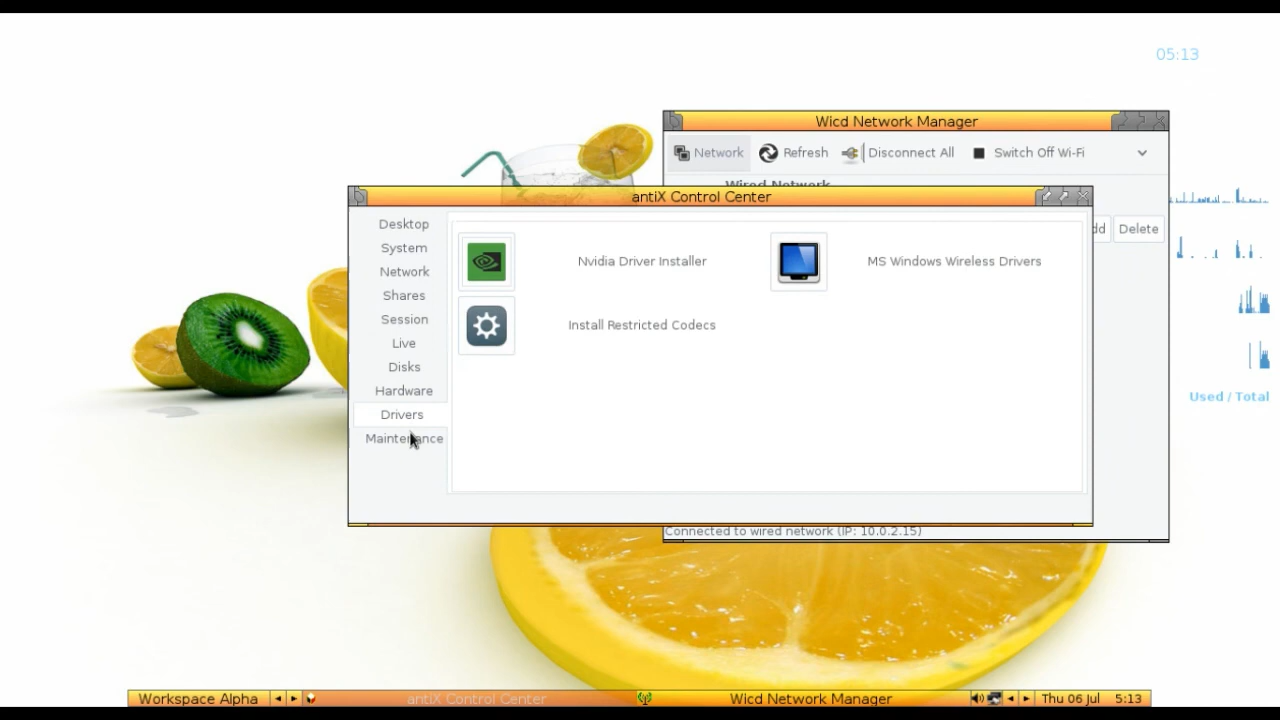 05:13
Wicd Network Manager
Network Refresh Disconnect All Switch Off Wi-Fi
Wired Network
antiX Control Center
Desktop
System
Network
Shares
Session
Live
Disks
Hardware
Drivers
Maintenance
Nvidia Driver Installer
MS Windows Wireless Drivers
Install Restricted Codecs
dd Delete
Used / Total
Connected to wired network (IP: 10.0.2.15)
Workspace Alpha antiX Control Center Wicd Network Manager Thu 06 Jul 5:13